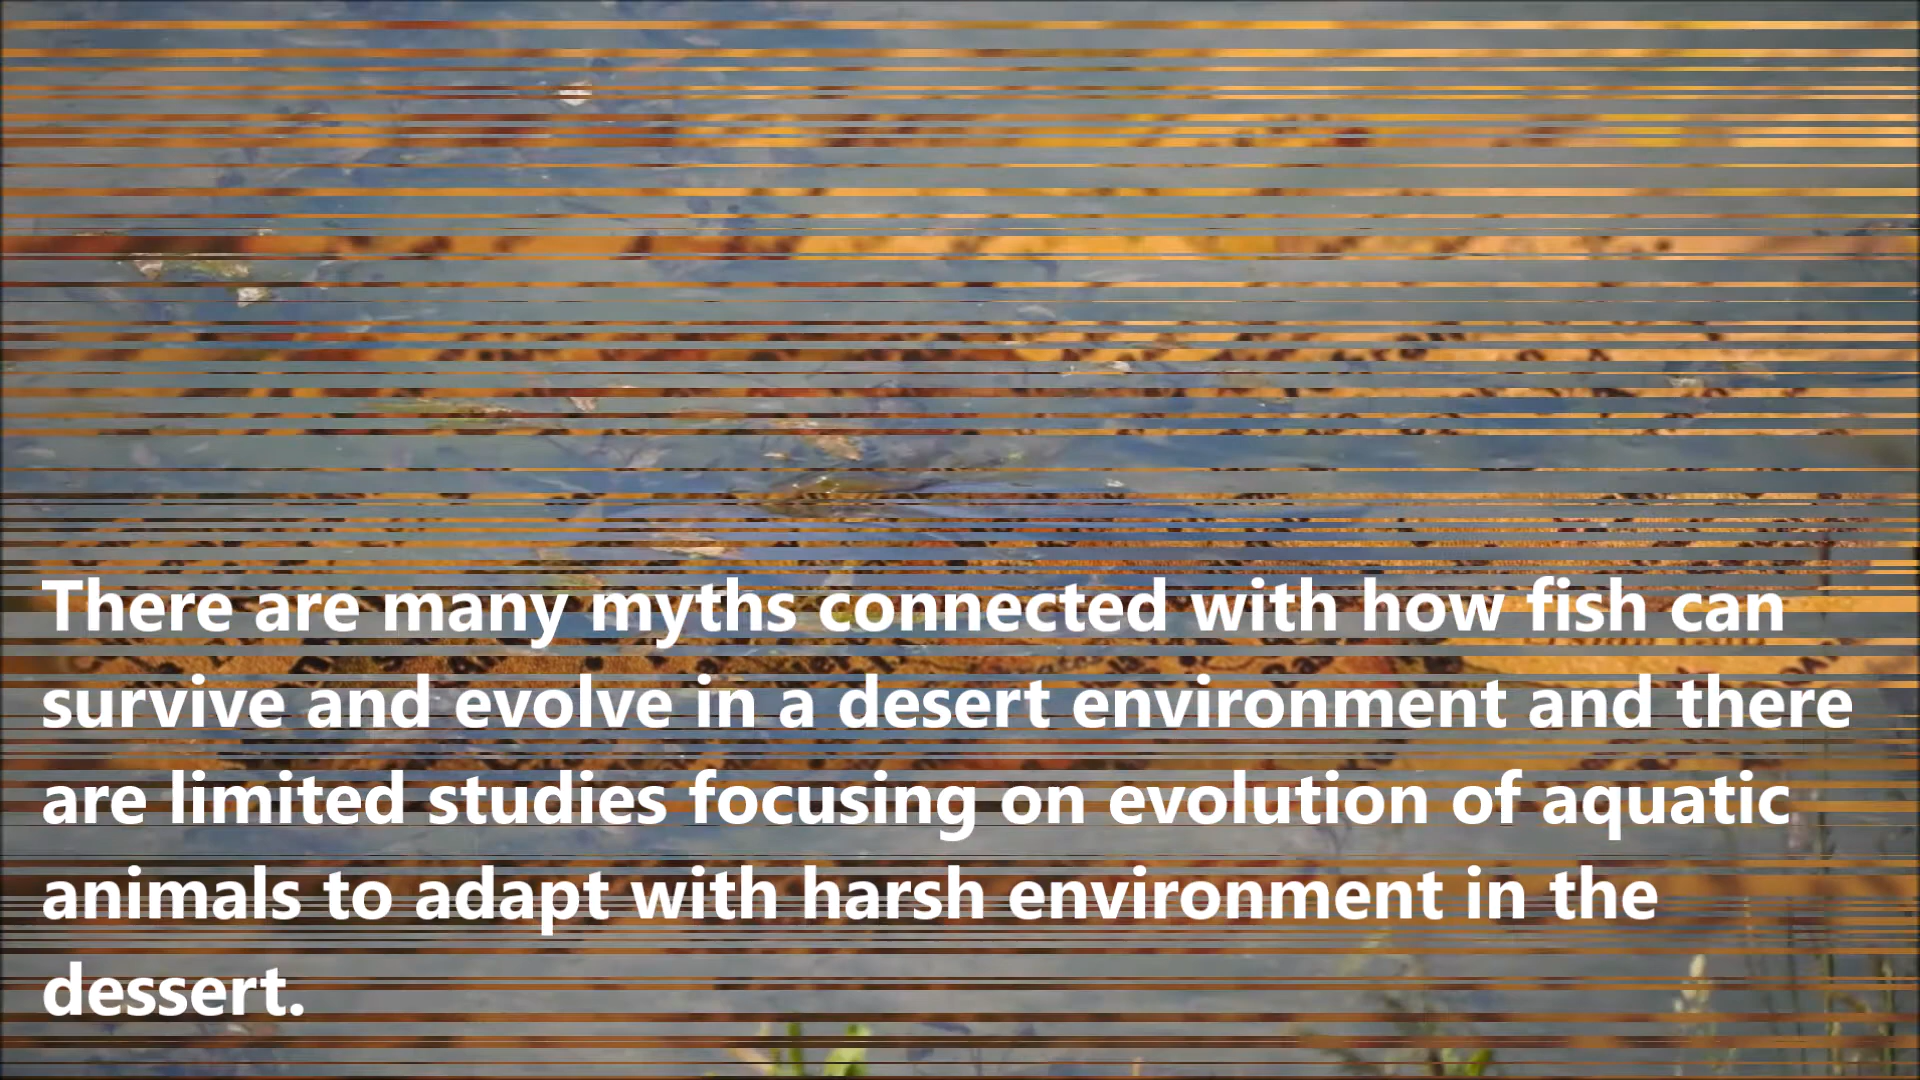 There are many myths connected with how fish can
survive and evolve in a desert environment and there
are limited studies focusing on evolution of aquatic
animals to adapt with harsh environment in the
dessert.